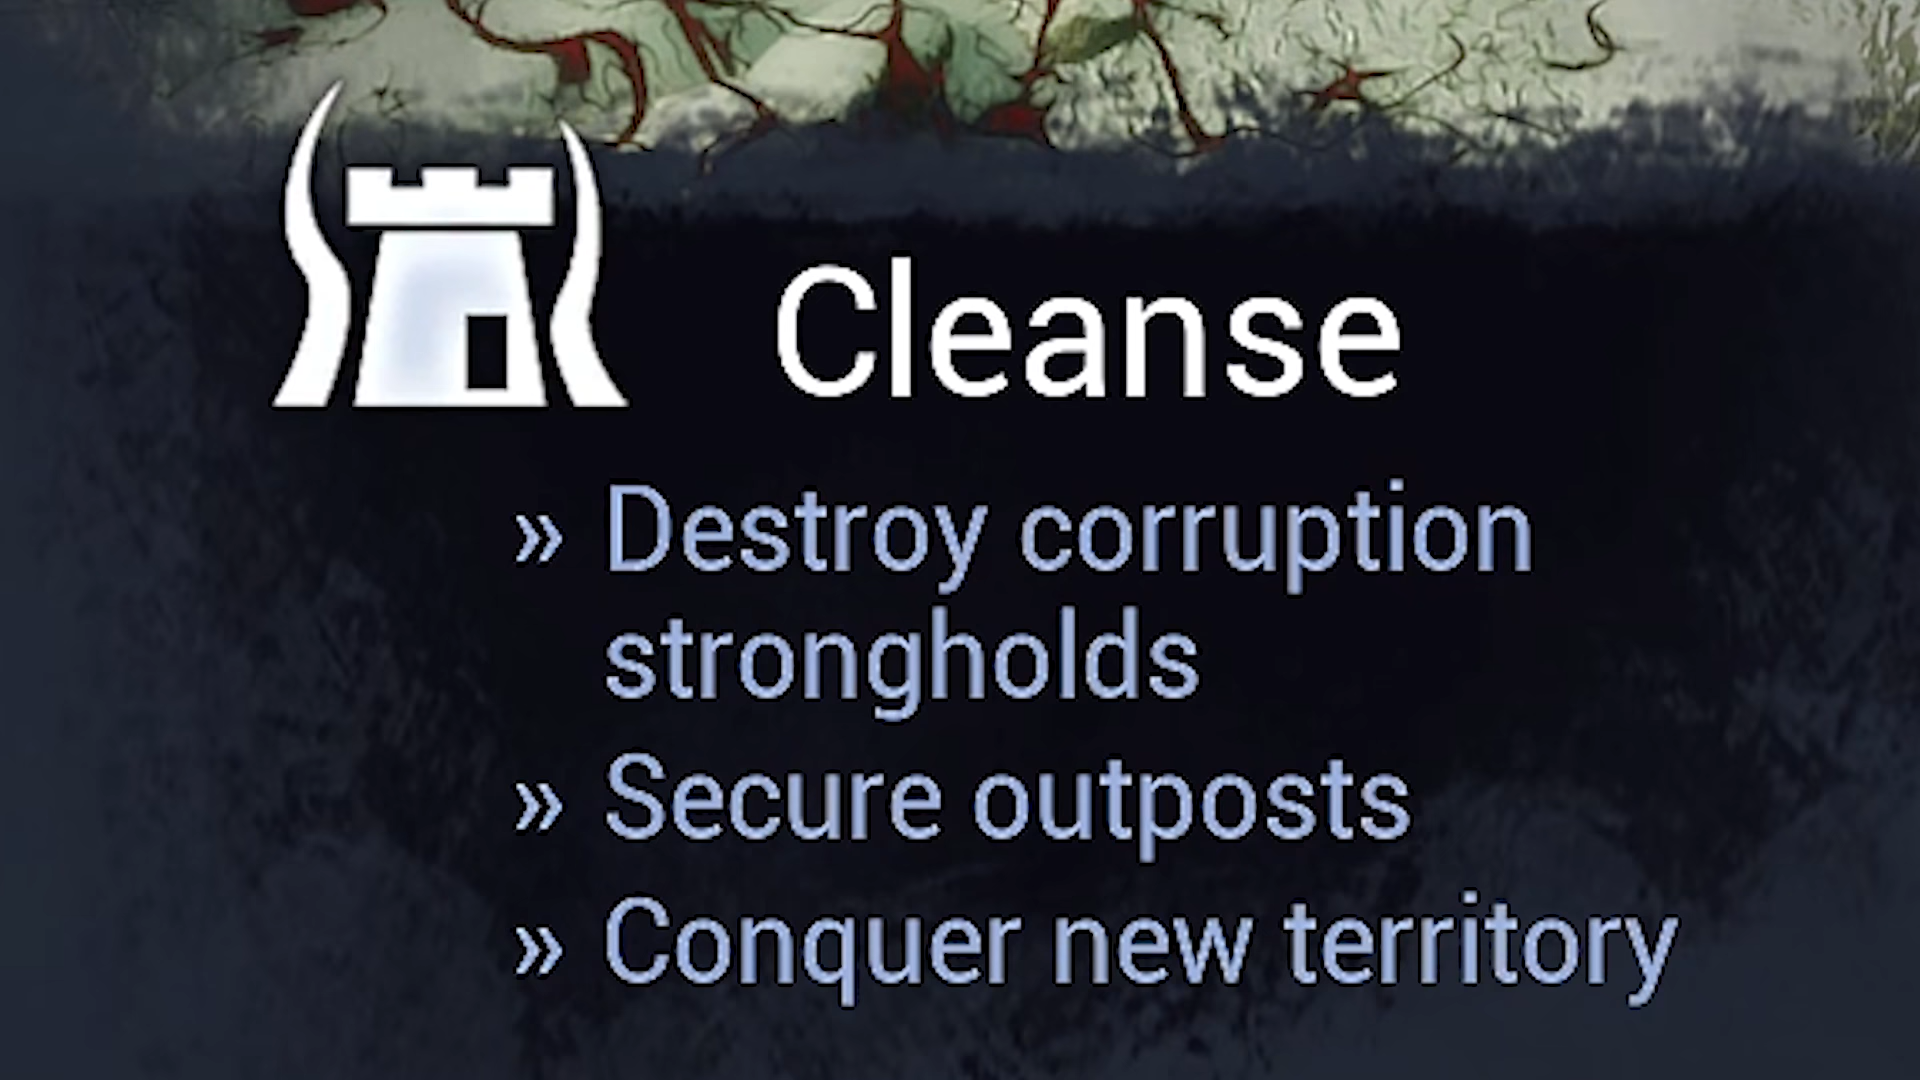 Cleanse
» Destroy corruption
strongholds
» Secure outposts
» Conquer new territory